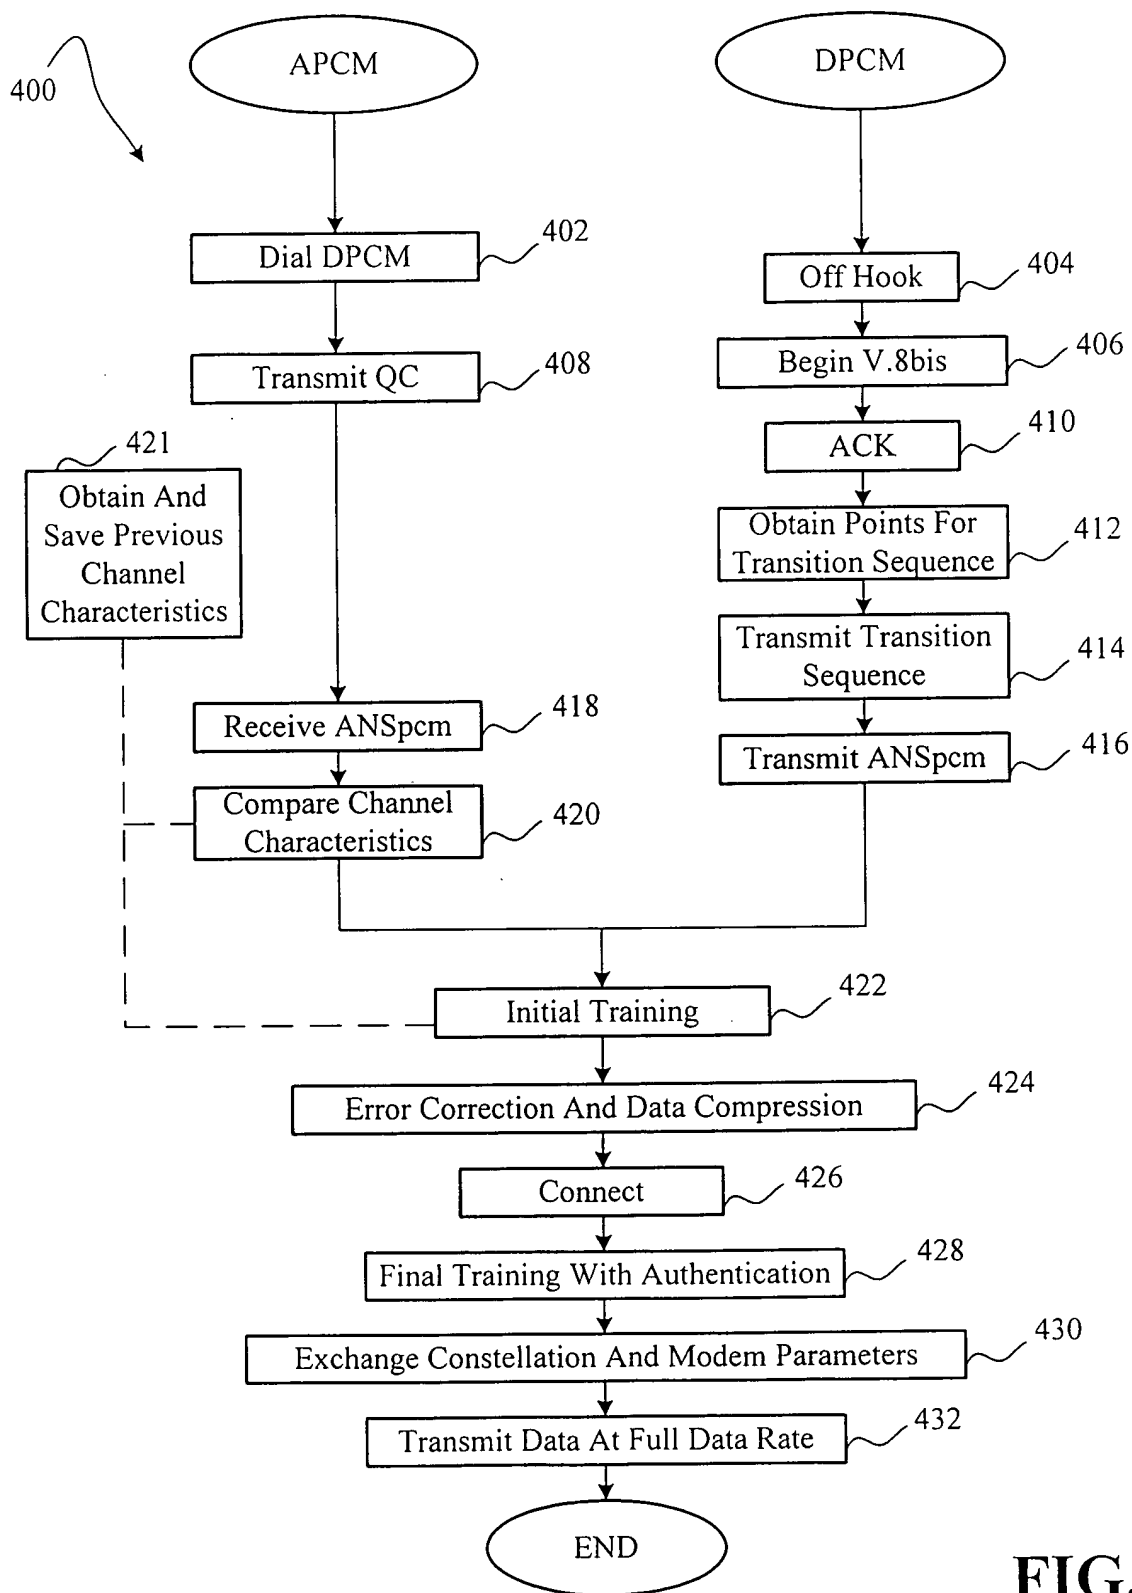 APCM
DPCM
400
Dial DPCM
402
Off Hook
404
Transmit QC
408
Begin V.8bis
406
ACK
410
421
Obtain And
Save Previous
Channel
Characteristics
Obtain Points For
Transition Sequence
412
Transmit Transition
Sequence
414
Receive ANSpcm
418
Transmit ANSpcm
416
Compare Channel
Characteristics
420
Initial Training
422
Error Correction And Data Compression
424
Connect
426
Final Training With Authentication
428
Exchange Constellation And Modem Parameters
430
Transmit Data At Full Data Rate
432
END
FIG.